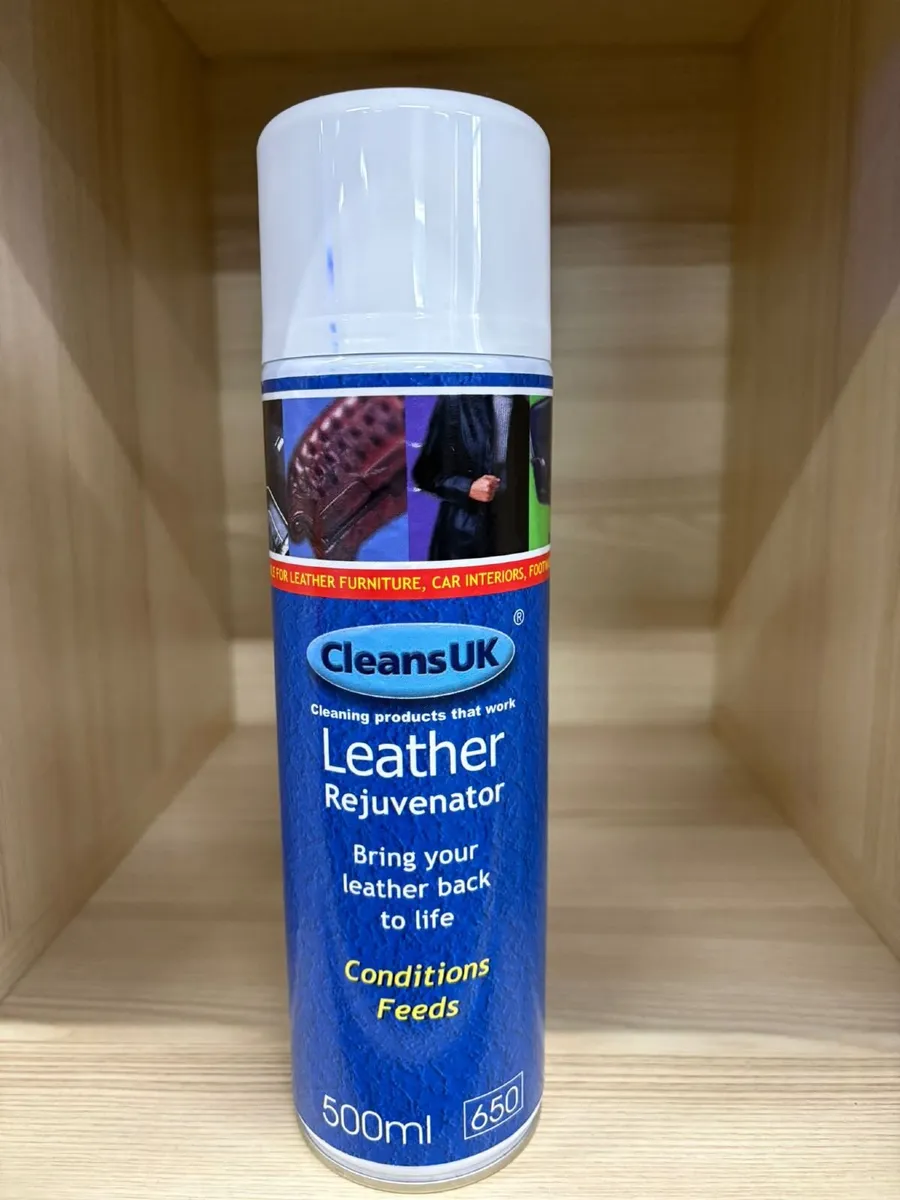 FOR LEATHER FURNITURE, CAR INTERIORS,
CleansUK ®
Cleaning products that work
Leather
Rejuvenator
Bring your
leather back
to life
Conditions
Feeds
500ml 650